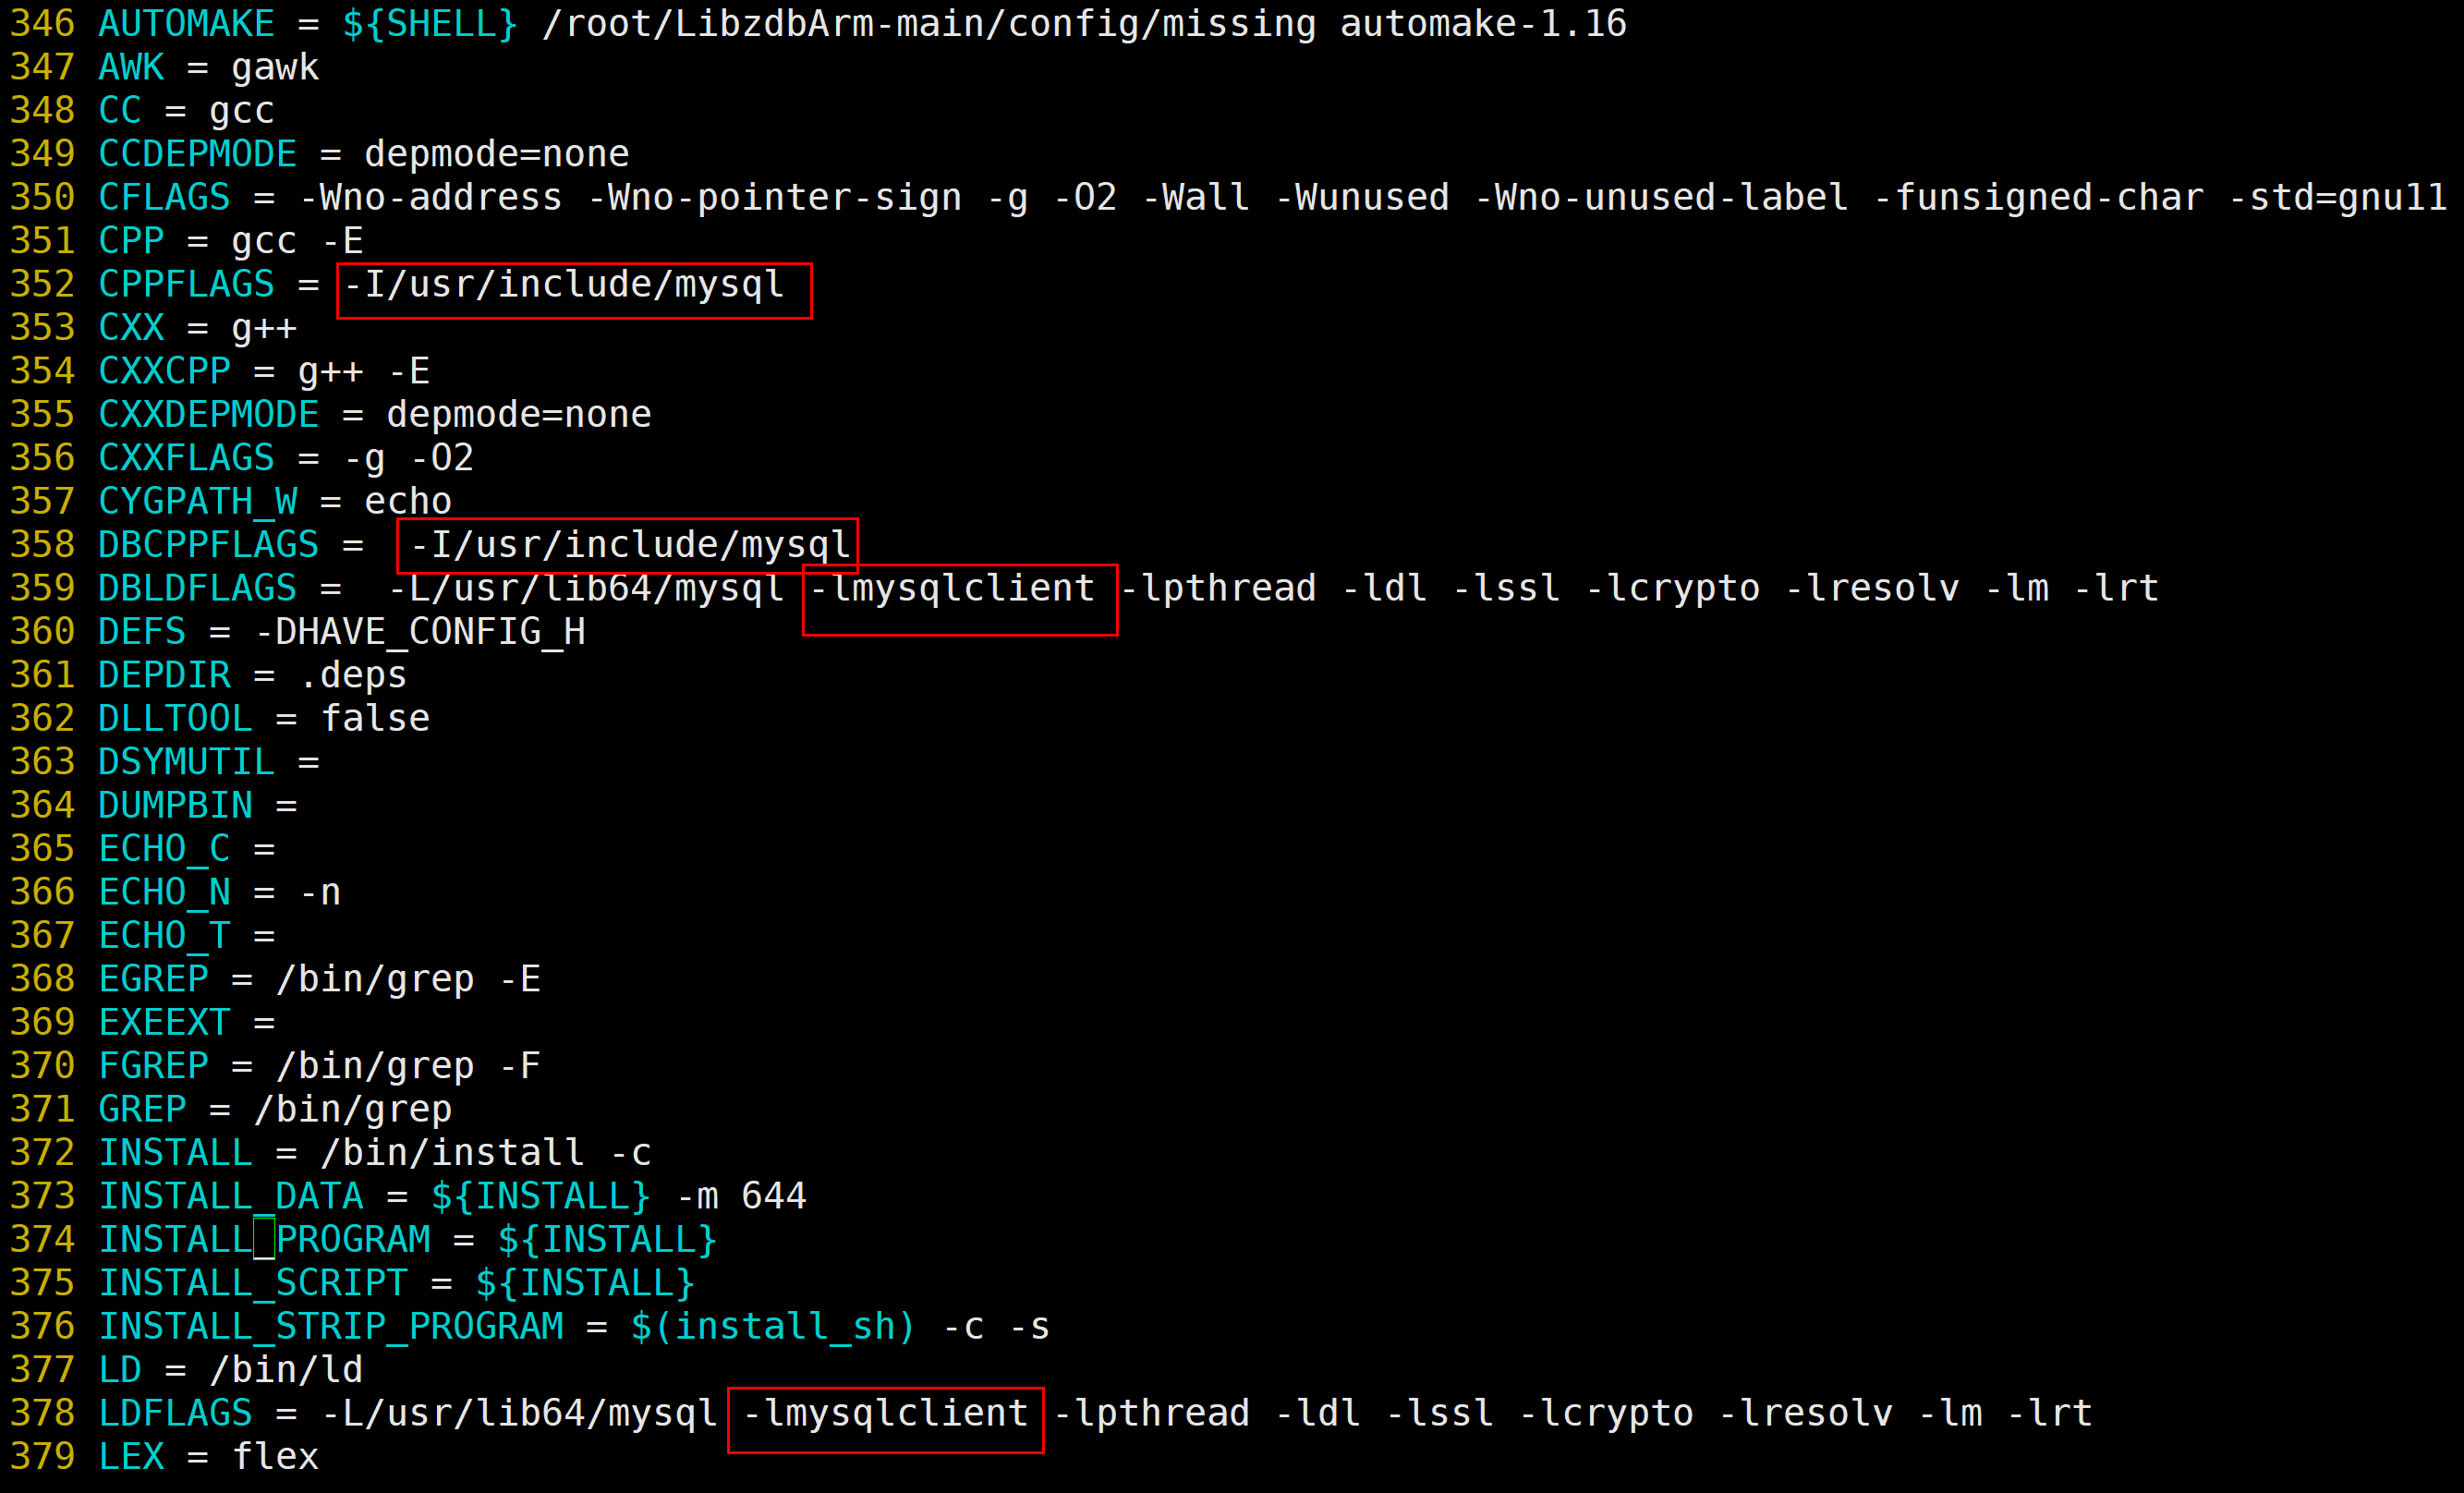 346 AUTOMAKE = ${SHELL} /root/LibzdbArm-main/config/missing automake-1.16
347 AWK = gawk
348 CC = gcc
349 CCDEPMODE = depmode=none
350 CFLAGS = -Wno-address -Wno-pointer-sign -g -O2 -Wall -Wunused -Wno-unused-label -funsigned-char -std=gnu11
351 CPP = gcc -E
352 CPPFLAGS = -I/usr/include/mysql
353 CXX = g++
354 CXXCPP = g++ -E
355 CXXDEPMODE = depmode=none
356 CXXFLAGS = -g -O2
357 CYGPATH_W = echo
358 DBCPPFLAGS =  -I/usr/include/mysql
359 DBLDFLAGS =  -L/usr/lib64/mysql -lmysqlclient -lpthread -ldl -lssl -lcrypto -lresolv -lm -lrt
360 DEFS = -DHAVE_CONFIG_H
361 DEPDIR = .deps
362 DLLTOOL = false
363 DSYMUTIL =
364 DUMPBIN =
365 ECHO_C =
366 ECHO_N = -n
367 ECHO_T =
368 EGREP = /bin/grep -E
369 EXEEXT =
370 FGREP = /bin/grep -F
371 GREP = /bin/grep
372 INSTALL = /bin/install -c
373 INSTALL_DATA = ${INSTALL} -m 644
374 INSTALL_PROGRAM = ${INSTALL}
375 INSTALL_SCRIPT = ${INSTALL}
376 INSTALL_STRIP_PROGRAM = $(install_sh) -c -s
377 LD = /bin/ld
378 LDFLAGS = -L/usr/lib64/mysql -lmysqlclient -lpthread -ldl -lssl -lcrypto -lresolv -lm -lrt
379 LEX = flex